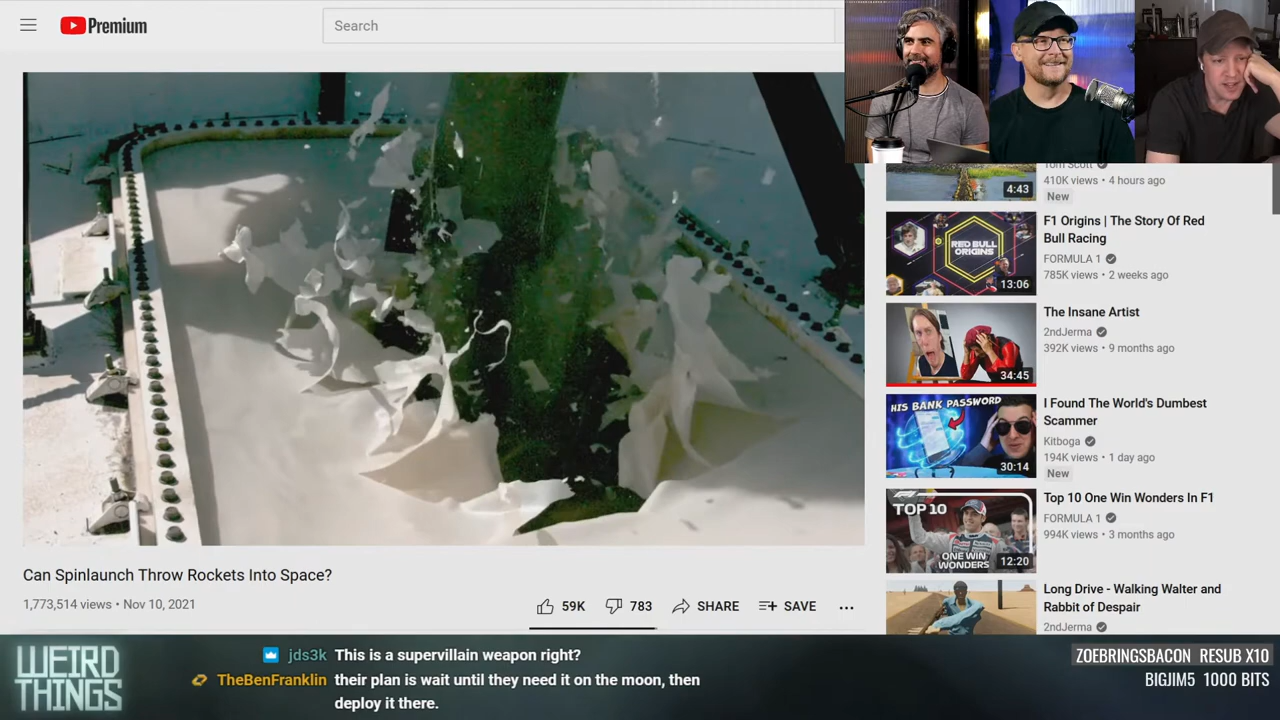 Premium
Search
Tom Scott
410K views • 4 hours ago
4:43
New
RED BULL
ORIGINS
13:06
F1 Origins | The Story Of Red
Bull Racing
FORMULA 1
785K views • 2 weeks ago
34:45
The Insane Artist
2ndJerma
392K views • 9 months ago
HIS BANK PASSWORD
30:14
I Found The World's Dumbest
Scammer
Kitboga
194K views • 1 day ago
New
TOP 10
ONE WIN
WONDERS
12:20
Top 10 One Win Wonders In F1
FORMULA 1
994K views • 3 months ago
Long Drive - Walking Walter and
Rabbit of Despair
2ndJerma
Can Spinlaunch Throw Rockets Into Space?
1,773,514 views • Nov 10, 2021
59K
783
SHARE
SAVE
WEIRD
THINGS
jds3k This is a supervillain weapon right?
TheBenFranklin their plan is wait until they need it on the moon, then
deploy it there.
ZOEBRINGSBACON RESUB X10
BIGJIM5 1000 BITS